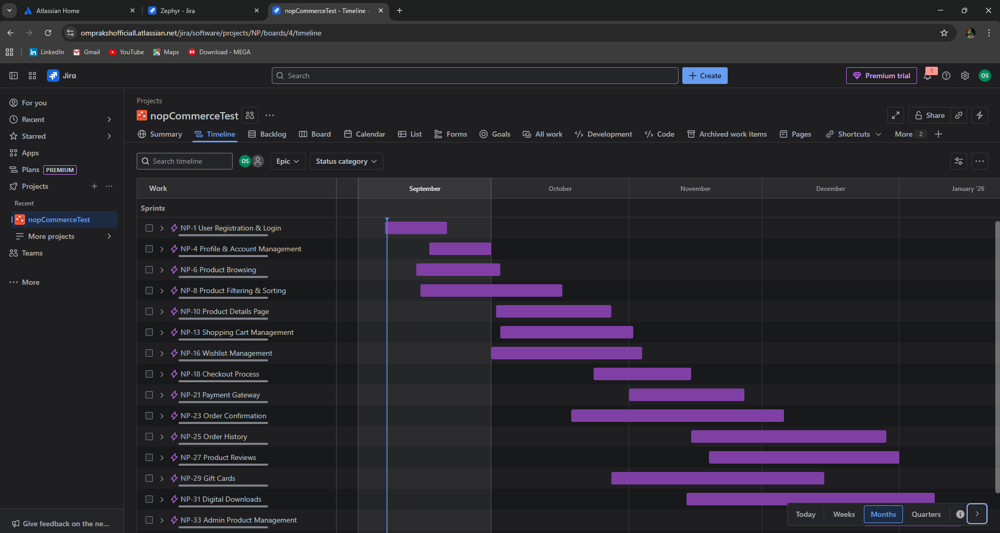 Atlassian Home
Zephyr - Jira
nopCommerceTest - Timeline -
omprakshofficiall.atlassian.net/jira/software/projects/NP/boards/4/timeline
LinkedIn
Gmail
YouTube
Maps
Download - MEGA
Jira
Search
Create
Premium trial
1
OS
For you
Recent
Starred
Apps
Plans PREMIUM
Projects
Recent
nopCommerceTest
More projects
Teams
More
Give feedback on the ne...
Projects
nopCommerceTest
Share
Summary
Timeline
Backlog
Board
Calendar
List
Forms
Goals
All work
Development
Code
Archived work items
Pages
Shortcuts
More 2
Search timeline
OS
Epic
Status category
Work
September
October
November
December
January '26
Sprints
NP-1 User Registration & Login
NP-4 Profile & Account Management
NP-6 Product Browsing
NP-8 Product Filtering & Sorting
NP-10 Product Details Page
NP-13 Shopping Cart Management
NP-16 Wishlist Management
NP-18 Checkout Process
NP-21 Payment Gateway
NP-23 Order Confirmation
NP-25 Order History
NP-27 Product Reviews
NP-29 Gift Cards
NP-31 Digital Downloads
NP-33 Admin Product Management
Today
Weeks
Months
Quarters